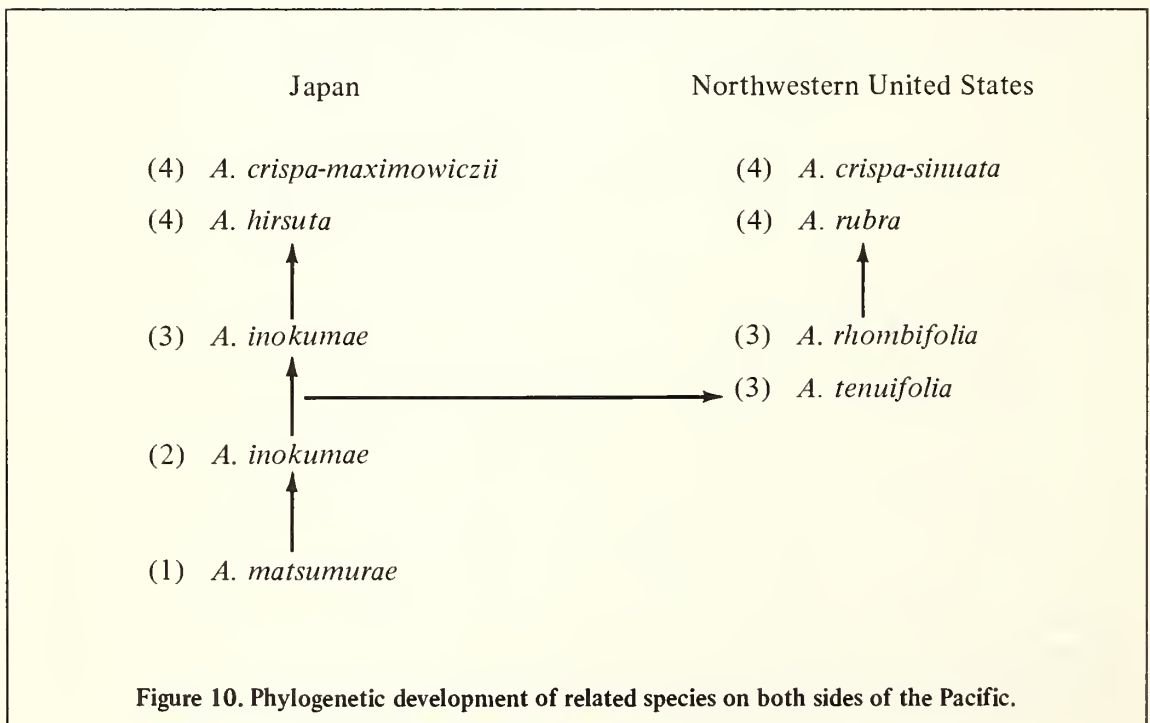 Japan Northwestern United States
(4) A. crispa-maximowiczii (4) A. crispa-sinuata
(4) A. hirsuta (4) A. rubra
(3) A. inokumae (3) A. rhombifolia
(3) A. tenuifolia
(2) A. inokumae
(1) A. matsumurae
Figure 10. Phylogenetic development of related species on both sides of the Pacific.